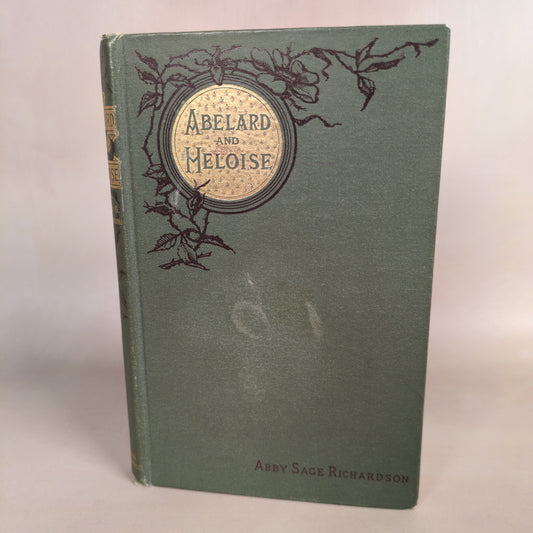 ABELARD
AND
HELOISE
ABBY SAGE RICHARDSON